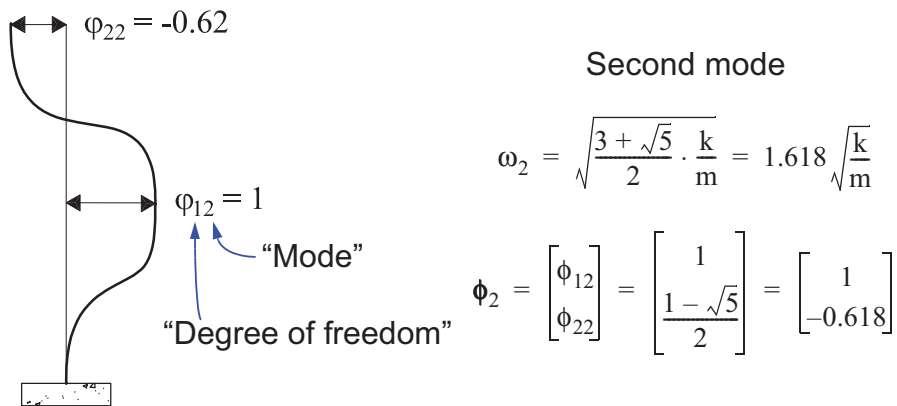 φ22 = -0.62
φ12 = 1
“Mode”
“Degree of freedom”
Second mode
ω2 = √((3 + √5)/2 · k/m) = 1.618 √(k/m)
ϕ2 = [ϕ12 ϕ22] = [1 (1 – √5)/2] = [1 –0.618]